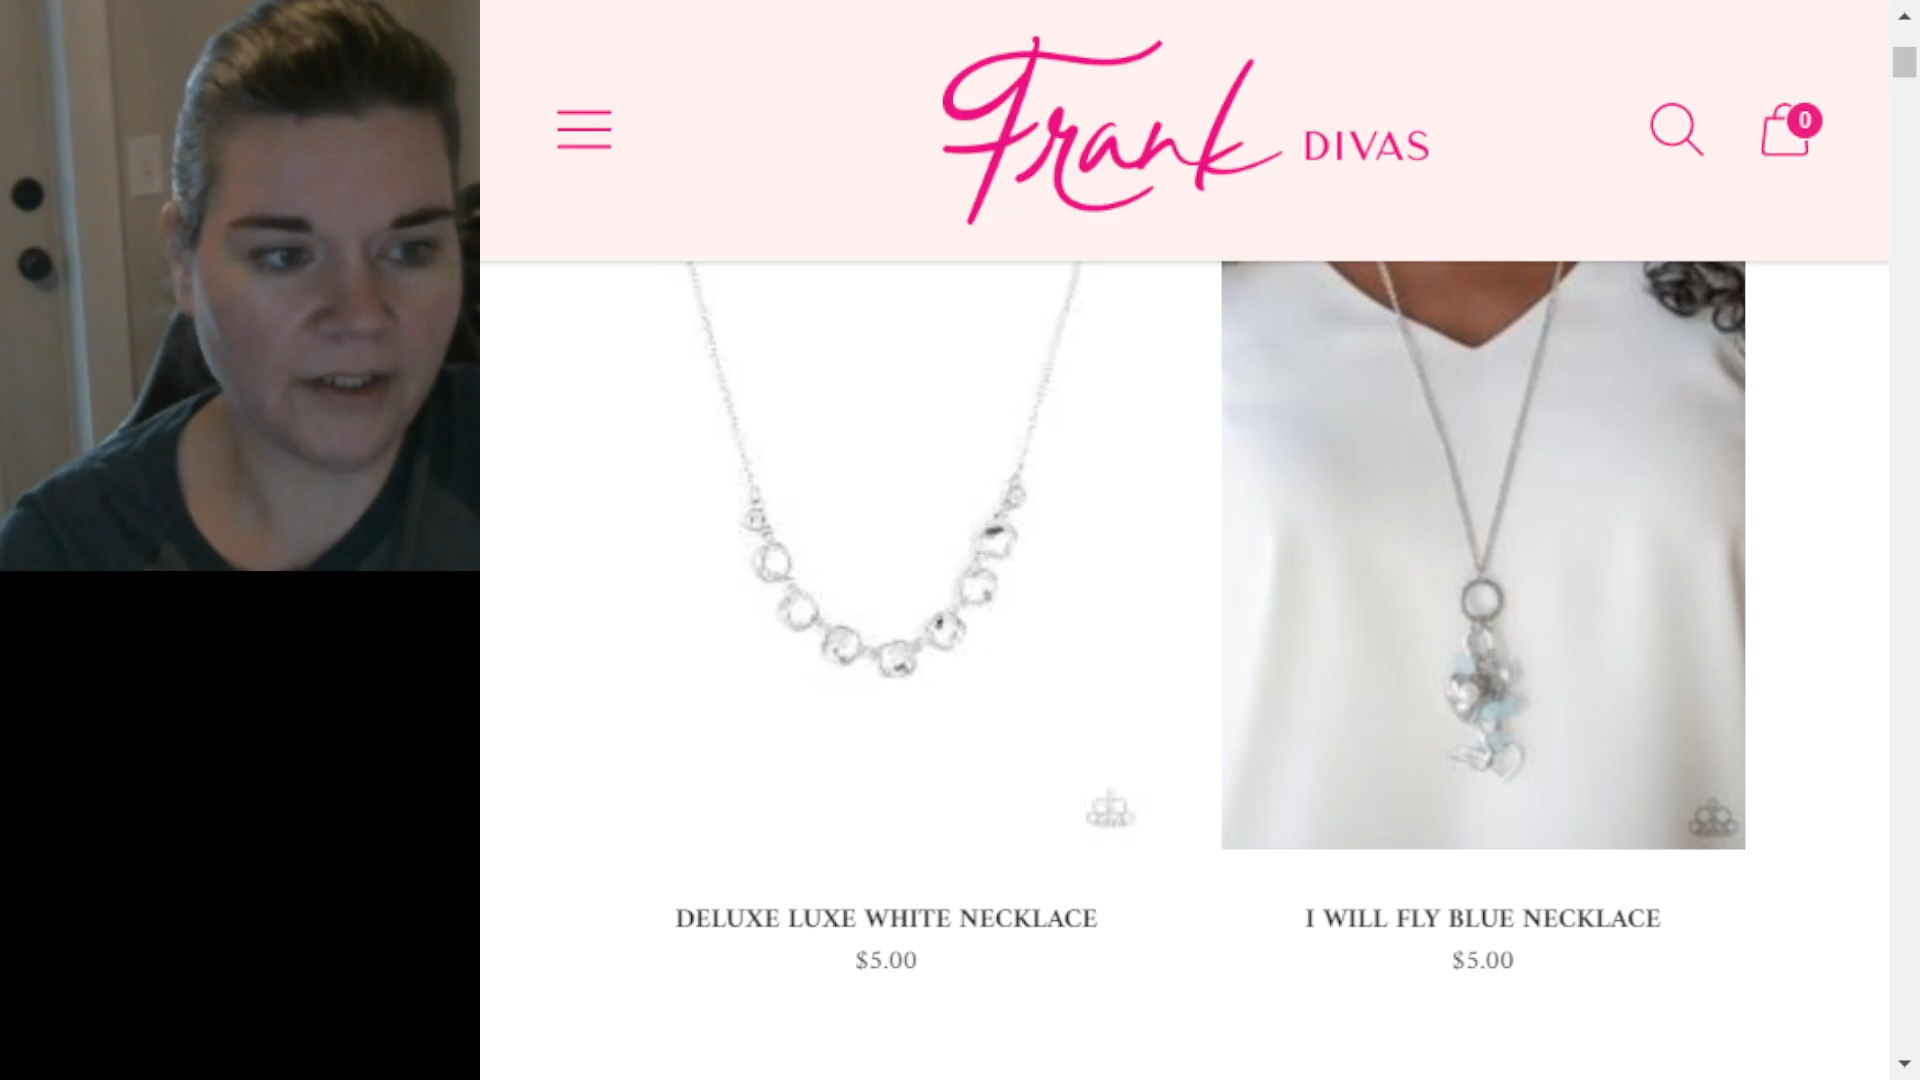 Frank DIVAS
0
DELUXE LUXE WHITE NECKLACE
$5.00
I WILL FLY BLUE NECKLACE
$5.00